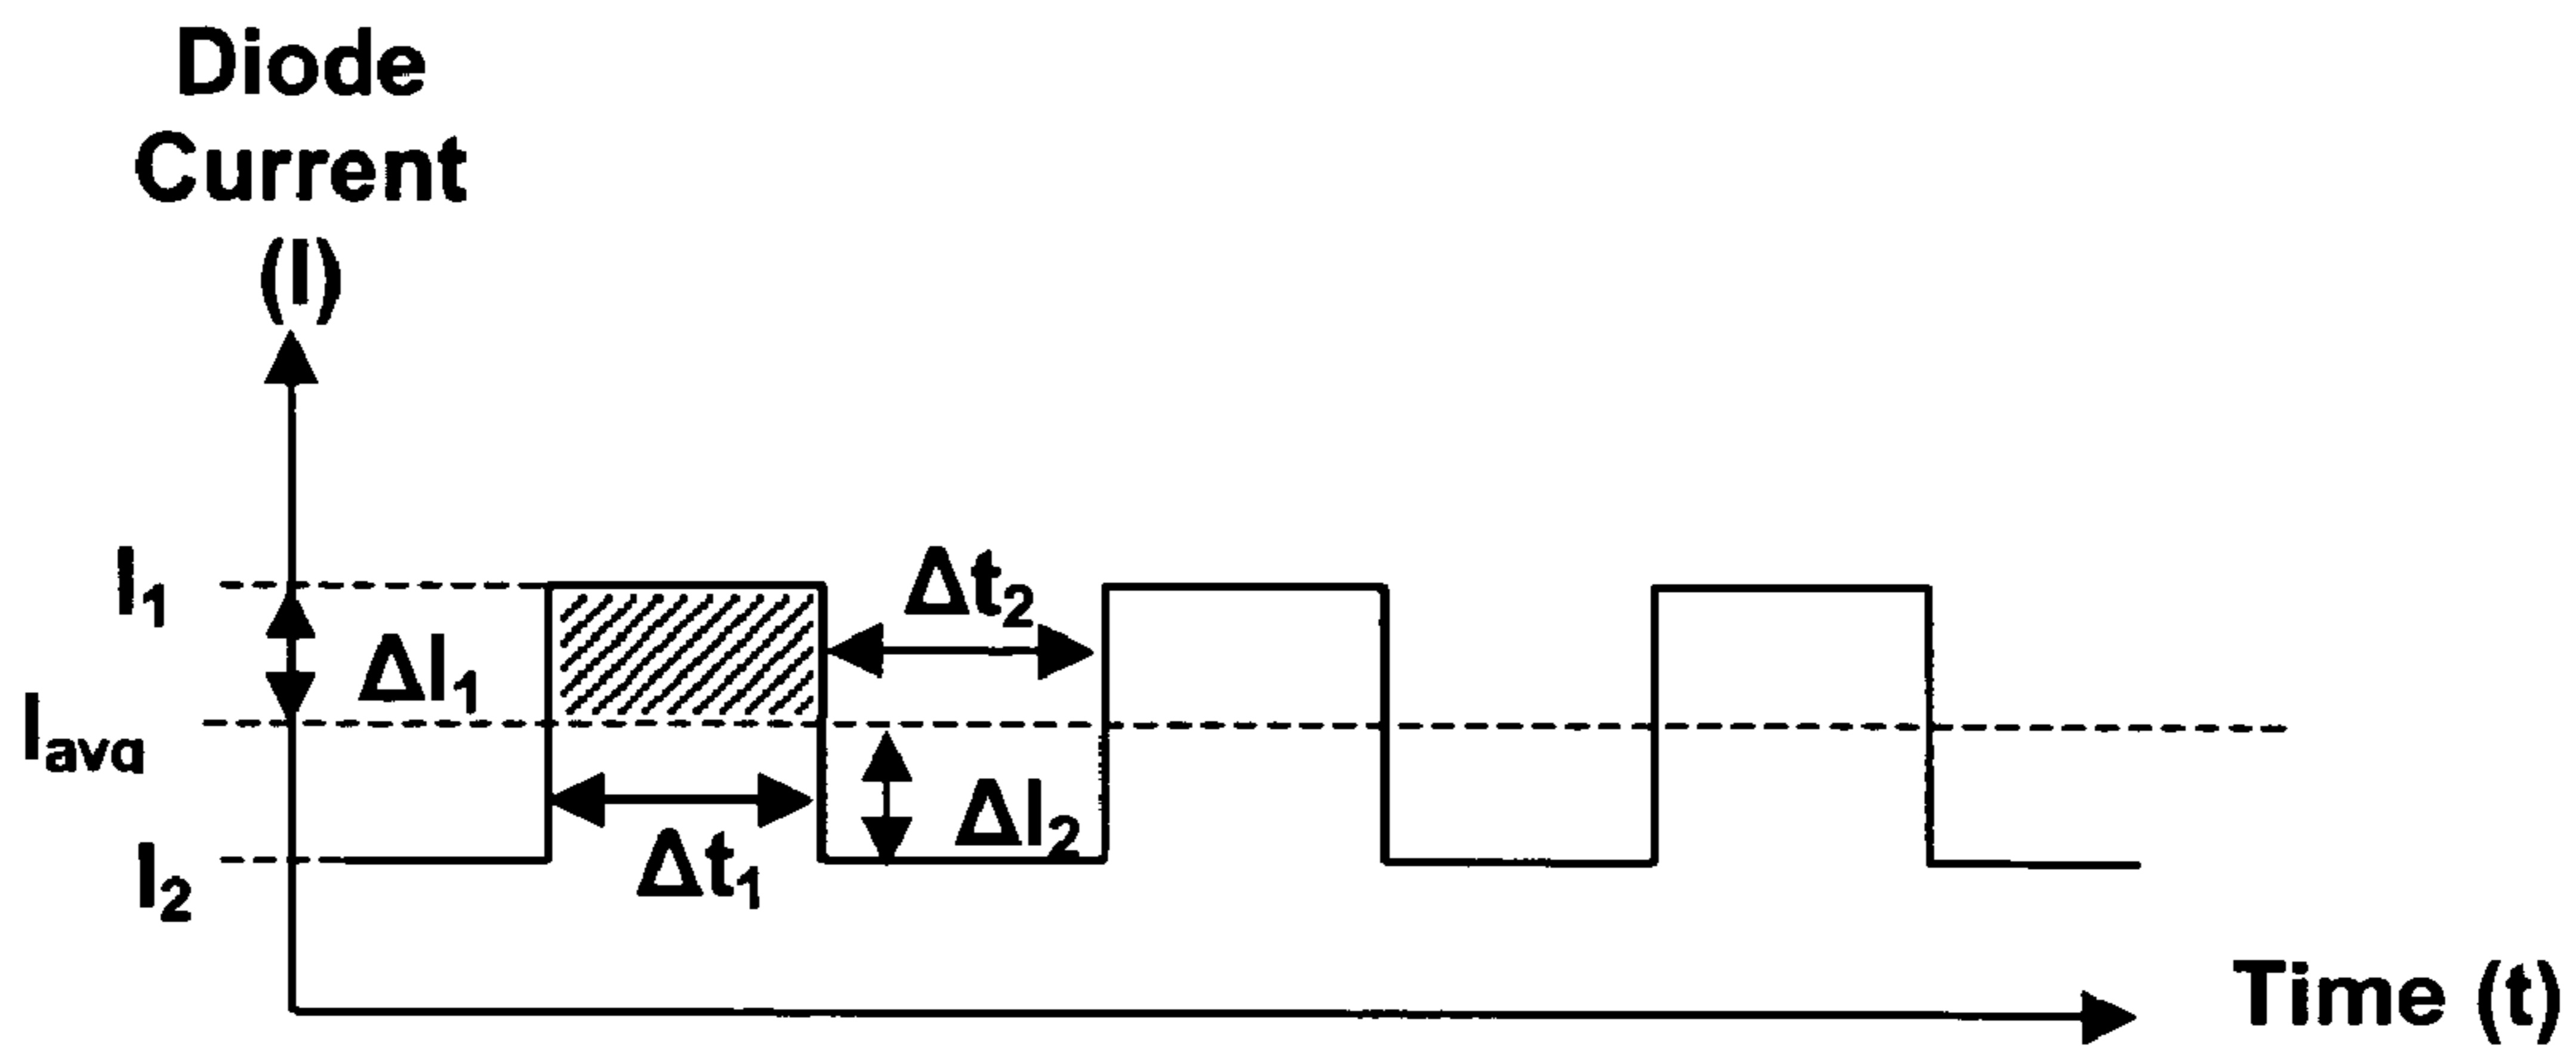 Diode
Current
(I)
I₁
ΔI₁
Δt₂
Iavg
ΔI₂
Δt₁
I₂
Time (t)